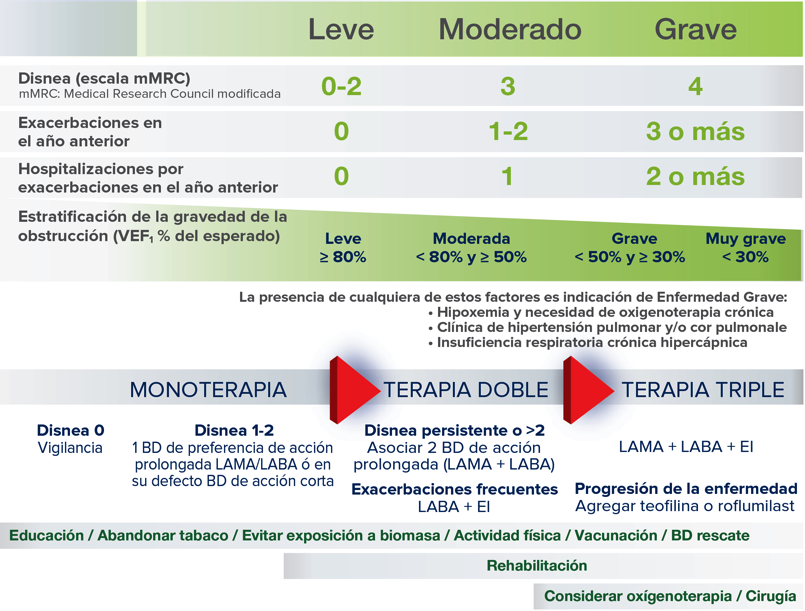 Leve Moderado Grave
Disnea (escala mMRC)
mMRC: Medical Research Council modificada
0-2 3 4
Exacerbaciones en
el año anterior
0 1-2 3 o más
Hospitalizaciones por
exacerbaciones en el año anterior
0 1 2 o más
Estratificación de la gravedad de la
obstrucción (VEF₁ % del esperado)
Leve Moderada Grave Muy grave
≥ 80% < 80% y ≥ 50% < 50% y ≥ 30% < 30%
La presencia de cualquiera de estos factores es indicación de Enfermedad Grave:
• Hipoxemia y necesidad de oxigenoterapia crónica
• Clínica de hipertensión pulmonar y/o cor pulmonale
• Insuficiencia respiratoria crónica hipercápnica
MONOTERAPIA TERAPIA DOBLE TERAPIA TRIPLE
Disnea 0
Vigilancia
Disnea 1-2
1 BD de preferencia de acción
prolongada LAMA/LABA ó en
su defecto BD de acción corta
Disnea persistente o >2
Asociar 2 BD de acción
prolongada (LAMA + LABA)
Exacerbaciones frecuentes
LABA + EI
LAMA + LABA + EI
Progresión de la enfermedad
Agregar teofilina o roflumilast
Educación / Abandonar tabaco / Evitar exposición a biomasa / Actividad física / Vacunación / BD rescate
Rehabilitación
Considerar oxígenoterapia / Cirugía